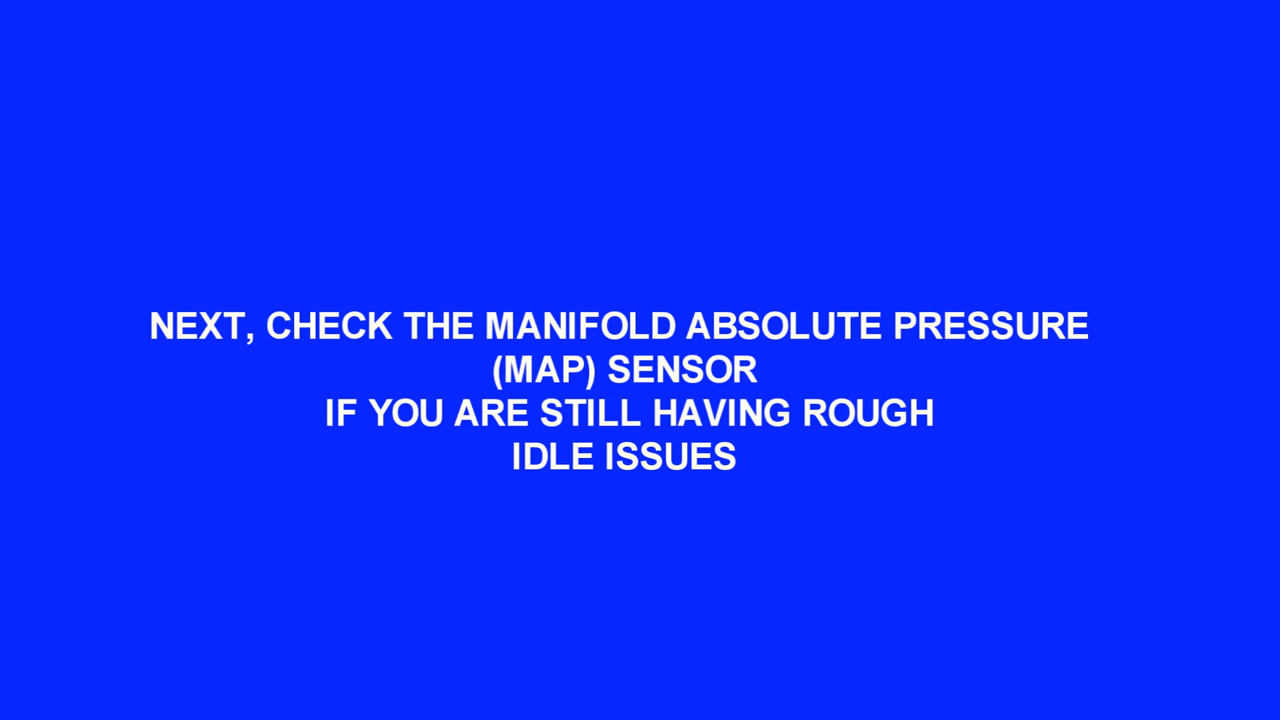 NEXT, CHECK THE MANIFOLD ABSOLUTE PRESSURE
(MAP) SENSOR
IF YOU ARE STILL HAVING ROUGH
IDLE ISSUES